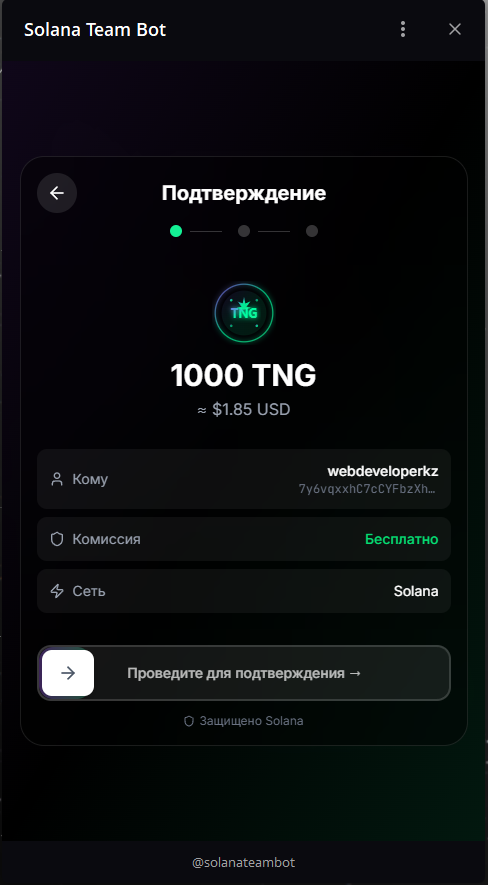 Solana Team Bot
Подтверждение
TNG
1000 TNG
≈ $1.85 USD
Кому
webdeveloperkz
7y6vqxxhC7cCYFbzXh…
Комиссия
Бесплатно
Сеть
Solana
Проведите для подтверждения →
Защищено Solana
@solanateambot